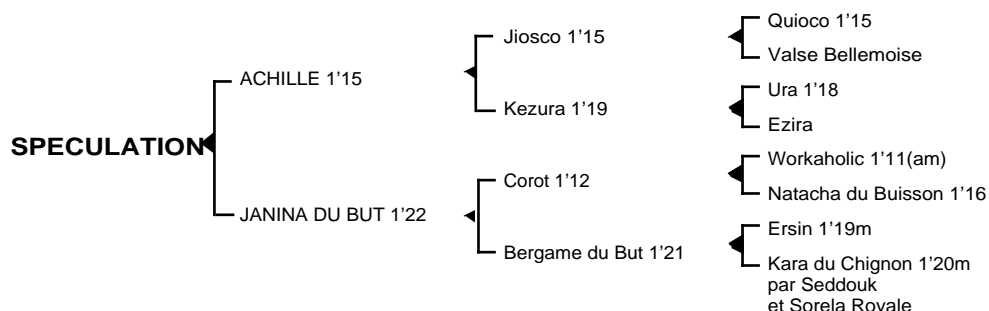 SPECULATION
ACHILLE 1’15
JANINA DU BUT 1’22
Jiosco 1’15
Kezura 1’19
Corot 1’12
Bergame du But 1’21
Quioco 1’15
Valse Bellemoise
Ura 1’18
Ezira
Workaholic 1’11(am)
Natacha du Buisson 1’16
Ersin 1’19m
Kara du Chignon 1’20m
par Seddouk
et Sorela Royale